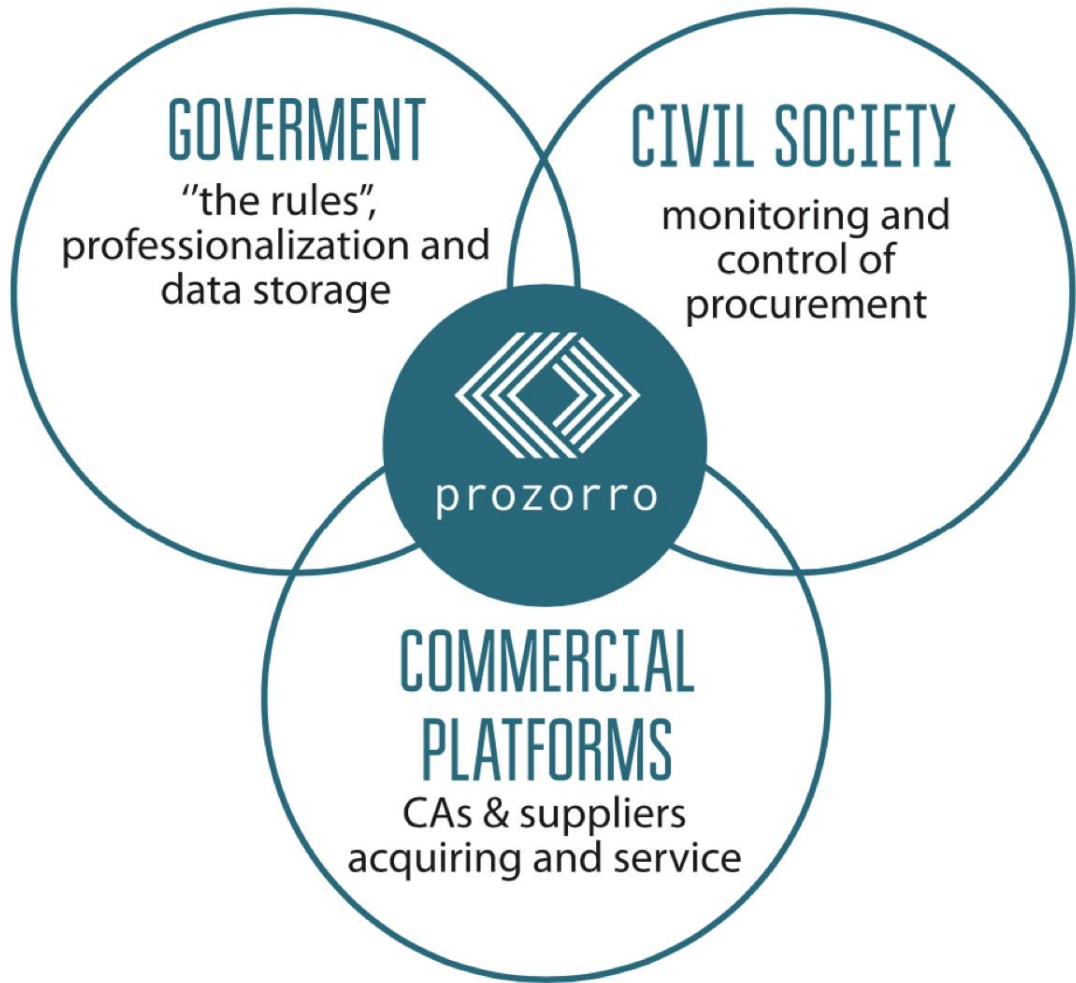 GOVERMENT
‘’the rules”,
professionalization and
data storage
CIVIL SOCIETY
monitoring and
control of
procurement
prozorro
COMMERCIAL
PLATFORMS
CAs & suppliers
acquiring and service